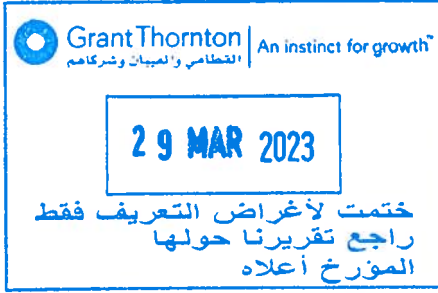 Grant Thornton | An instinct for growth™
القطامي والعيبان وشركاهم
29 MAR 2023
ختمت لأغراض التعريف فقط
راجع تقريرنا حولها
المؤرخ أعلاه